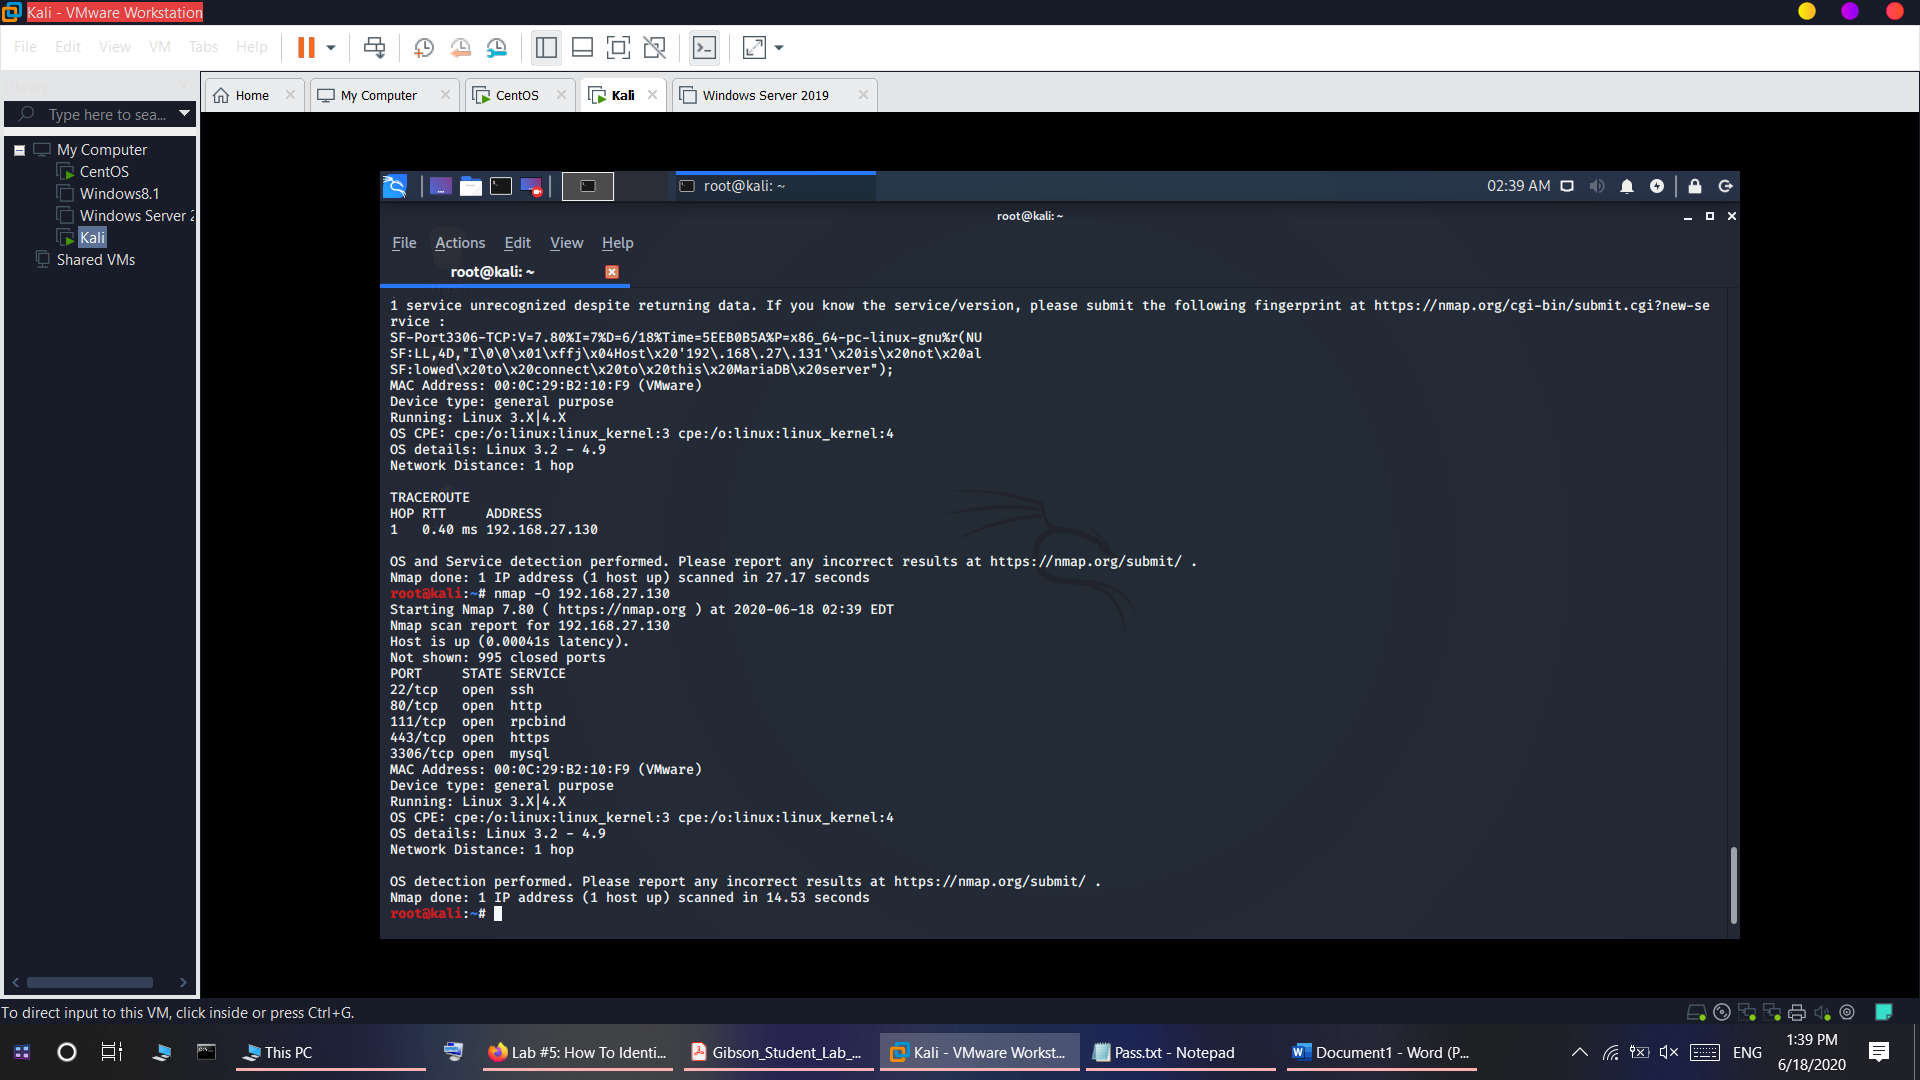 Kali - VMware Workstation
File Edit View VM Tabs Help
Library
Type here to sea...
Home
My Computer
CentOS
Kali
Windows Server 2019
My Computer
CentOS
Windows8.1
Windows Server 2
Kali
Shared VMs
root@kali: ~
02:39 AM
root@kali: ~
File Actions Edit View Help
root@kali: ~
1 service unrecognized despite returning data. If you know the service/version, please submit the following fingerprint at https://nmap.org/cgi-bin/submit.cgi?new-se
rvice :
SF-Port3306-TCP:V=7.80%I=7%D=6/18%Time=5EEB0B5A%P=x86_64-pc-linux-gnu%r(NU
SF:LL,4D,"I\0\0\x01\xffj\x04Host\x20'192\.168\.27\.131'\x20is\x20not\x20al
SF:lowed\x20to\x20connect\x20to\x20this\x20MariaDB\x20server");
MAC Address: 00:0C:29:B2:10:F9 (VMware)
Device type: general purpose
Running: Linux 3.X|4.X
OS CPE: cpe:/o:linux:linux_kernel:3 cpe:/o:linux:linux_kernel:4
OS details: Linux 3.2 - 4.9
Network Distance: 1 hop
TRACEROUTE
HOP RTT     ADDRESS
1   0.40 ms 192.168.27.130
OS and Service detection performed. Please report any incorrect results at https://nmap.org/submit/ .
Nmap done: 1 IP address (1 host up) scanned in 27.17 seconds
root@kali:~# nmap -O 192.168.27.130
Starting Nmap 7.80 ( https://nmap.org ) at 2020-06-18 02:39 EDT
Nmap scan report for 192.168.27.130
Host is up (0.00041s latency).
Not shown: 995 closed ports
PORT     STATE SERVICE
22/tcp   open  ssh
80/tcp   open  http
111/tcp  open  rpcbind
443/tcp  open  https
3306/tcp open  mysql
MAC Address: 00:0C:29:B2:10:F9 (VMware)
Device type: general purpose
Running: Linux 3.X|4.X
OS CPE: cpe:/o:linux:linux_kernel:3 cpe:/o:linux:linux_kernel:4
OS details: Linux 3.2 - 4.9
Network Distance: 1 hop
OS detection performed. Please report any incorrect results at https://nmap.org/submit/ .
Nmap done: 1 IP address (1 host up) scanned in 14.53 seconds
root@kali:~#
To direct input to this VM, click inside or press Ctrl+G.
This PC
Lab #5: How To Identi...
Gibson_Student_Lab_...
Kali - VMware Workst...
Pass.txt - Notepad
Document1 - Word (P...
ENG
1:39 PM
6/18/2020